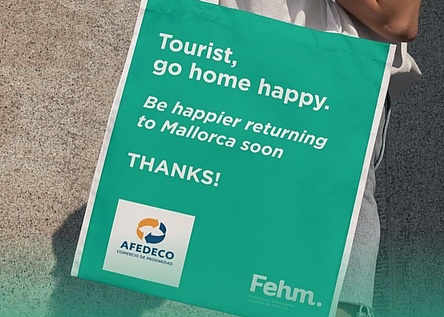 Tourist,
go home happy.
Be happier returning
to Mallorca soon
THANKS!
AFEDECO
COMERCIO DE PROXIMIDAD
Fehm.